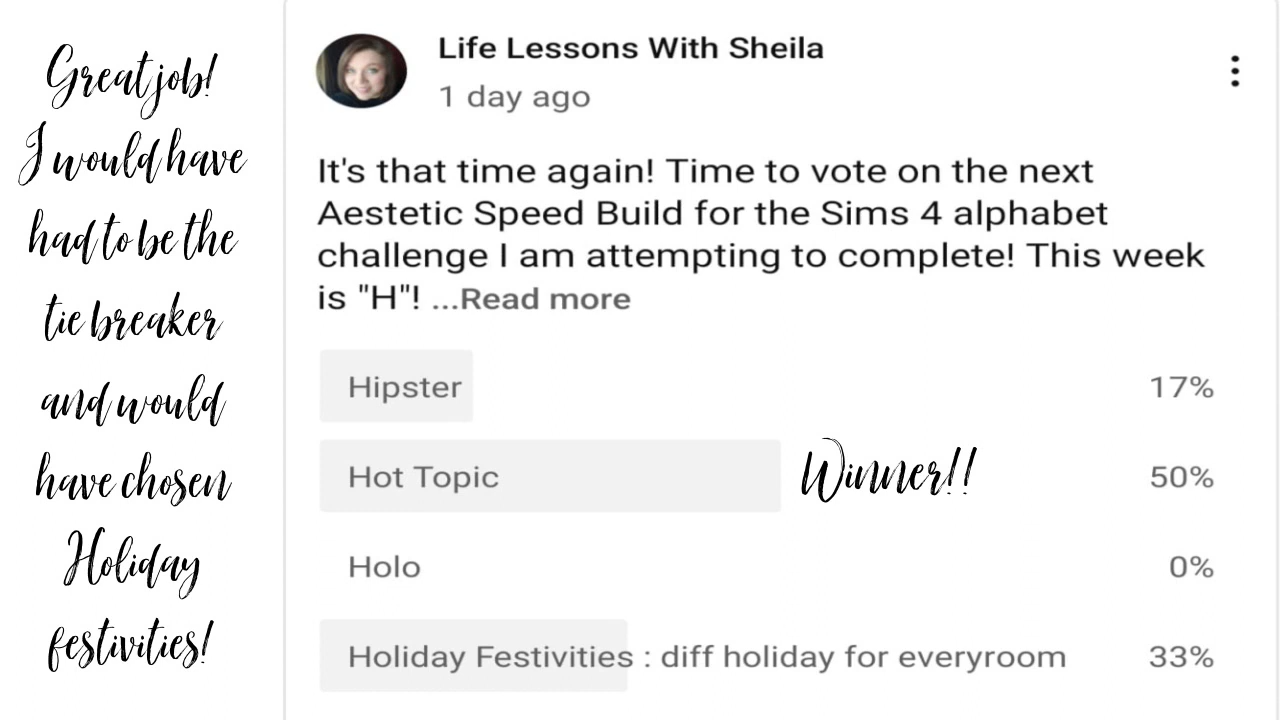 Great job!
I would have
had to be the
tie breaker
and would
have chosen
Holiday
festivities!
Life Lessons With Sheila
1 day ago
It's that time again! Time to vote on the next
Aestetic Speed Build for the Sims 4 alphabet
challenge I am attempting to complete! This week
is "H"! ...Read more
Hipster 17%
Hot Topic Winner!! 50%
Holo 0%
Holiday Festivities : diff holiday for everyroom 33%